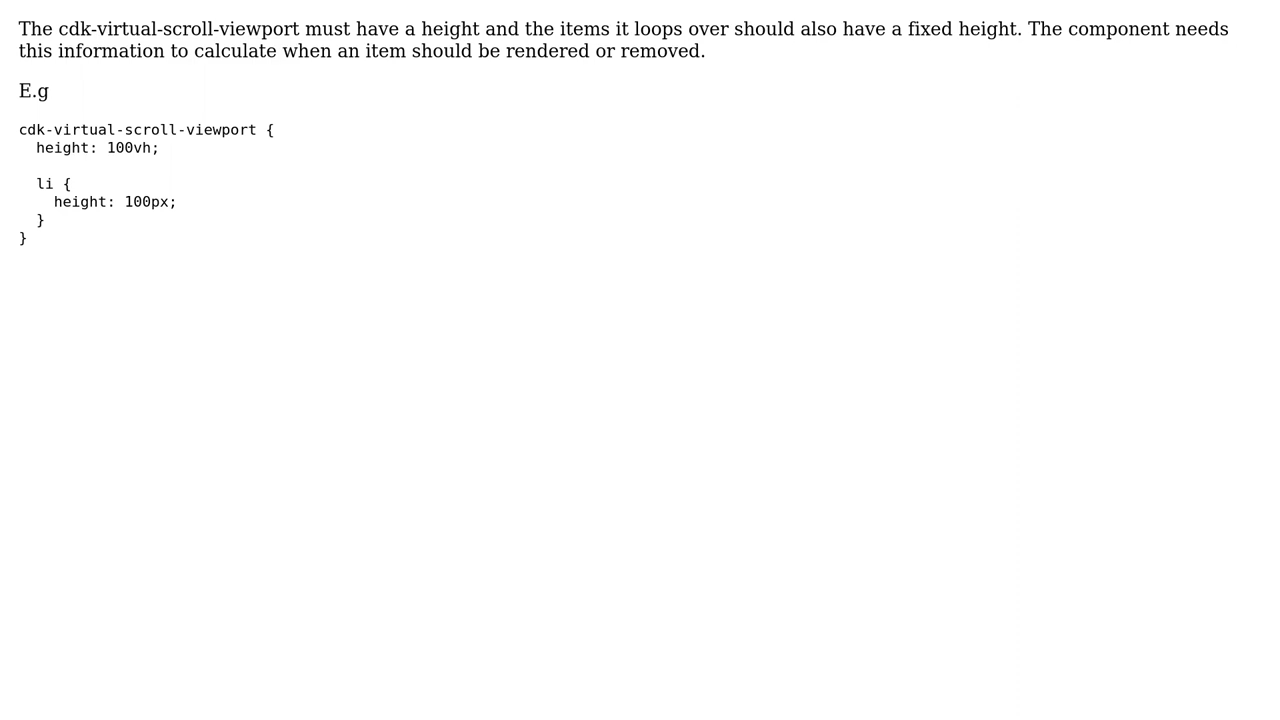 The cdk-virtual-scroll-viewport must have a height and the items it loops over should also have a fixed height. The component needs
this information to calculate when an item should be rendered or removed.
E.g
cdk-virtual-scroll-viewport {
  height: 100vh;

  li {
    height: 100px;
  }
}